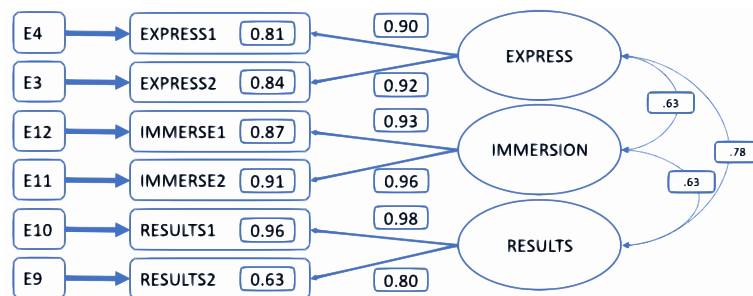 E4 EXPRESS1 0.81 0.90
EXPRESS
E3 EXPRESS2 0.84 0.92
.63
E12 IMMERSE1 0.87 0.93
IMMERSION
.78
E11 IMMERSE2 0.91 0.96
.63
E10 RESULTS1 0.96 0.98
RESULTS
E9 RESULTS2 0.63 0.80